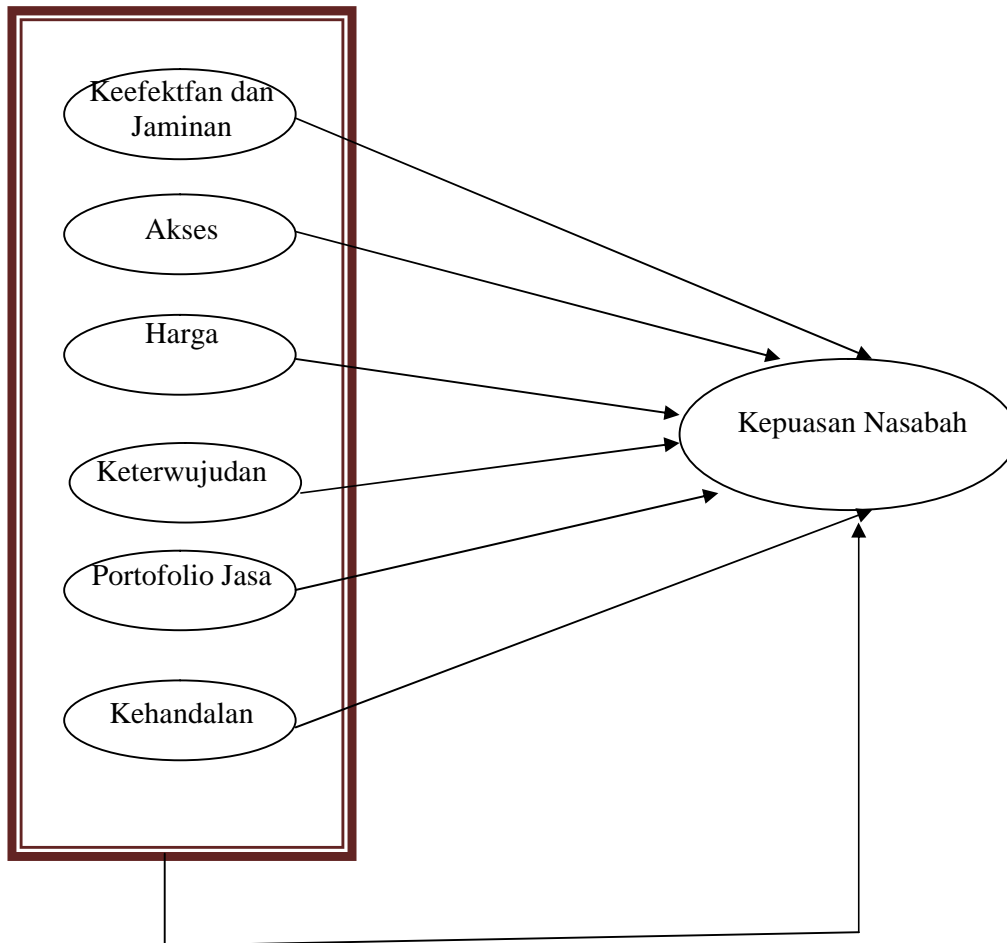 Keefektfan dan
Jaminan
Akses
Harga
Kepuasan Nasabah
Keterwujudan
Portofolio Jasa
Kehandalan